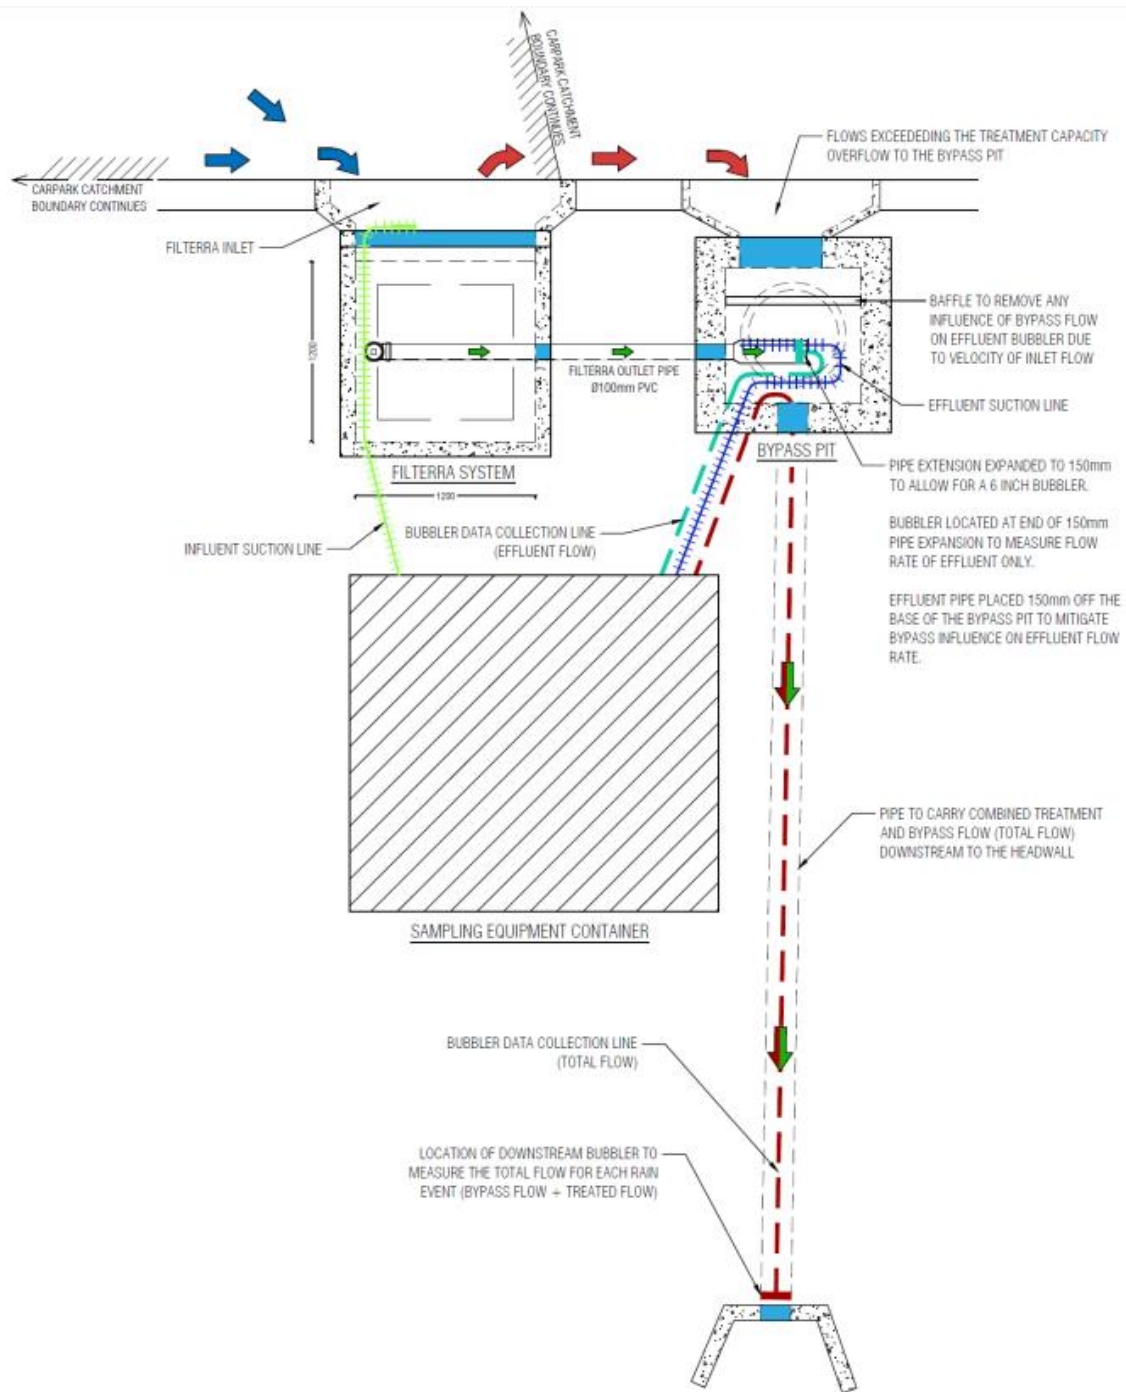 CARPARK CATCHMENT
BOUNDARY CONTINUES
FLOWS EXCEEDEDING THE TREATMENT CAPACITY
OVERFLOW TO THE BYPASS PIT
CARPARK CATCHMENT
BOUNDARY CONTINUES
FILTERRA INLET
BAFFLE TO REMOVE ANY
INFLUENCE OF BYPASS FLOW
ON EFFLUENT BUBBLER DUE
TO VELOCITY OF INLET FLOW
1200
FILTERRA OUTLET PIPE
Ø100mm PVC
EFFLUENT SUCTION LINE
BYPASS PIT
FILTERRA SYSTEM
1200
PIPE EXTENSION EXPANDED TO 150mm
TO ALLOW FOR A 6 INCH BUBBLER.
BUBBLER DATA COLLECTION LINE
(EFFLUENT FLOW)
INFLUENT SUCTION LINE
BUBBLER LOCATED AT END OF 150mm
PIPE EXPANSION TO MEASURE FLOW
RATE OF EFFLUENT ONLY.
EFFLUENT PIPE PLACED 150mm OFF THE
BASE OF THE BYPASS PIT TO MITIGATE
BYPASS INFLUENCE ON EFFLUENT FLOW
RATE.
PIPE TO CARRY COMBINED TREATMENT
AND BYPASS FLOW (TOTAL FLOW)
DOWNSTREAM TO THE HEADWALL
SAMPLING EQUIPMENT CONTAINER
BUBBLER DATA COLLECTION LINE
(TOTAL FLOW)
LOCATION OF DOWNSTREAM BUBBLER TO
MEASURE THE TOTAL FLOW FOR EACH RAIN
EVENT (BYPASS FLOW + TREATED FLOW)